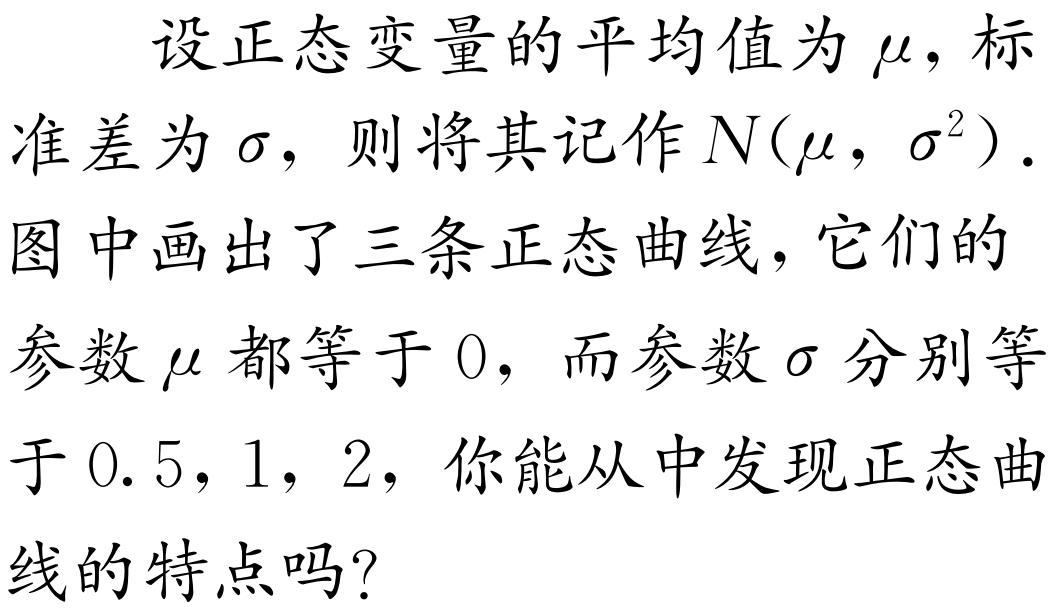 设正态变量的平均值为 μ，标
准差为 σ，则将其记作 N(μ，σ²).
图中画出了三条正态曲线，它们的
参数 μ 都等于 0，而参数 σ 分别等
于 0.5，1，2，你能从中发现正态曲
线的特点吗？